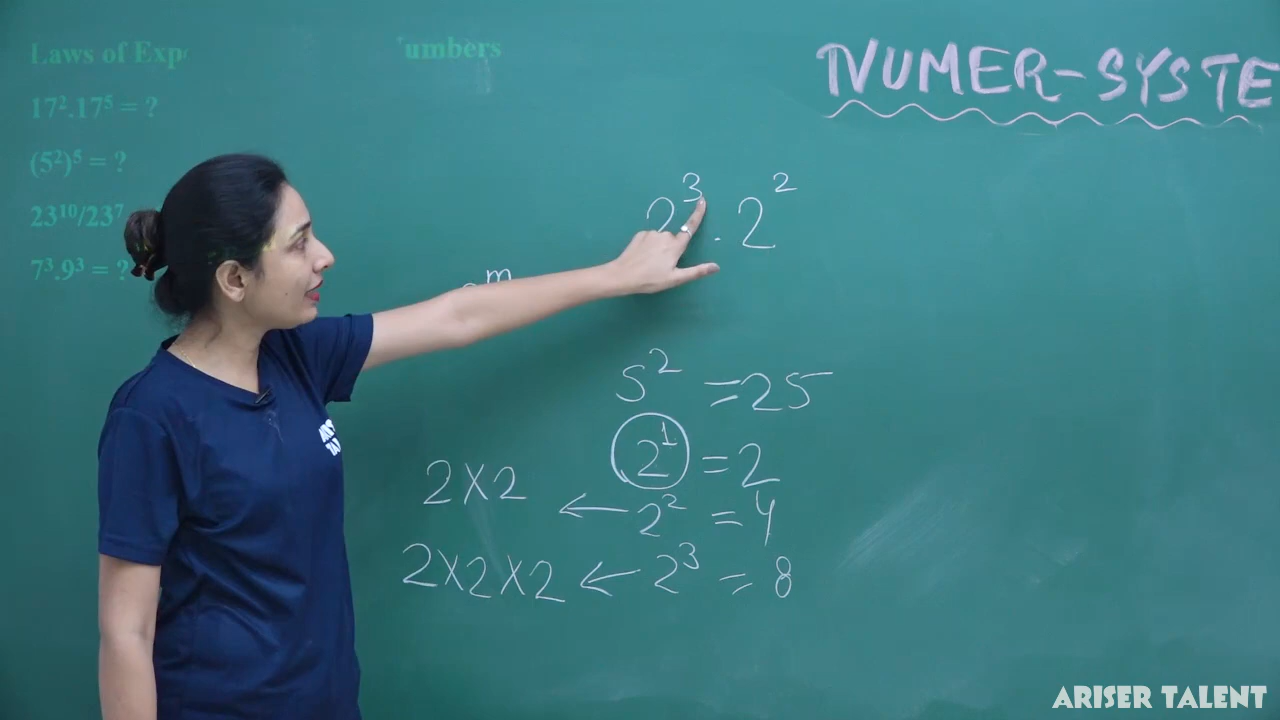 Laws of Exp
umbers
17².17⁵ = ?
(5²)⁵ = ?
23¹⁰/23⁷
7³.9³ = ?
NUMER-SYSTE
2³ . 2²
m
5² = 25
2¹ = 2
2X2 ← 2² = 4
2X2X2 ← 2³ = 8
ARISER TALENT